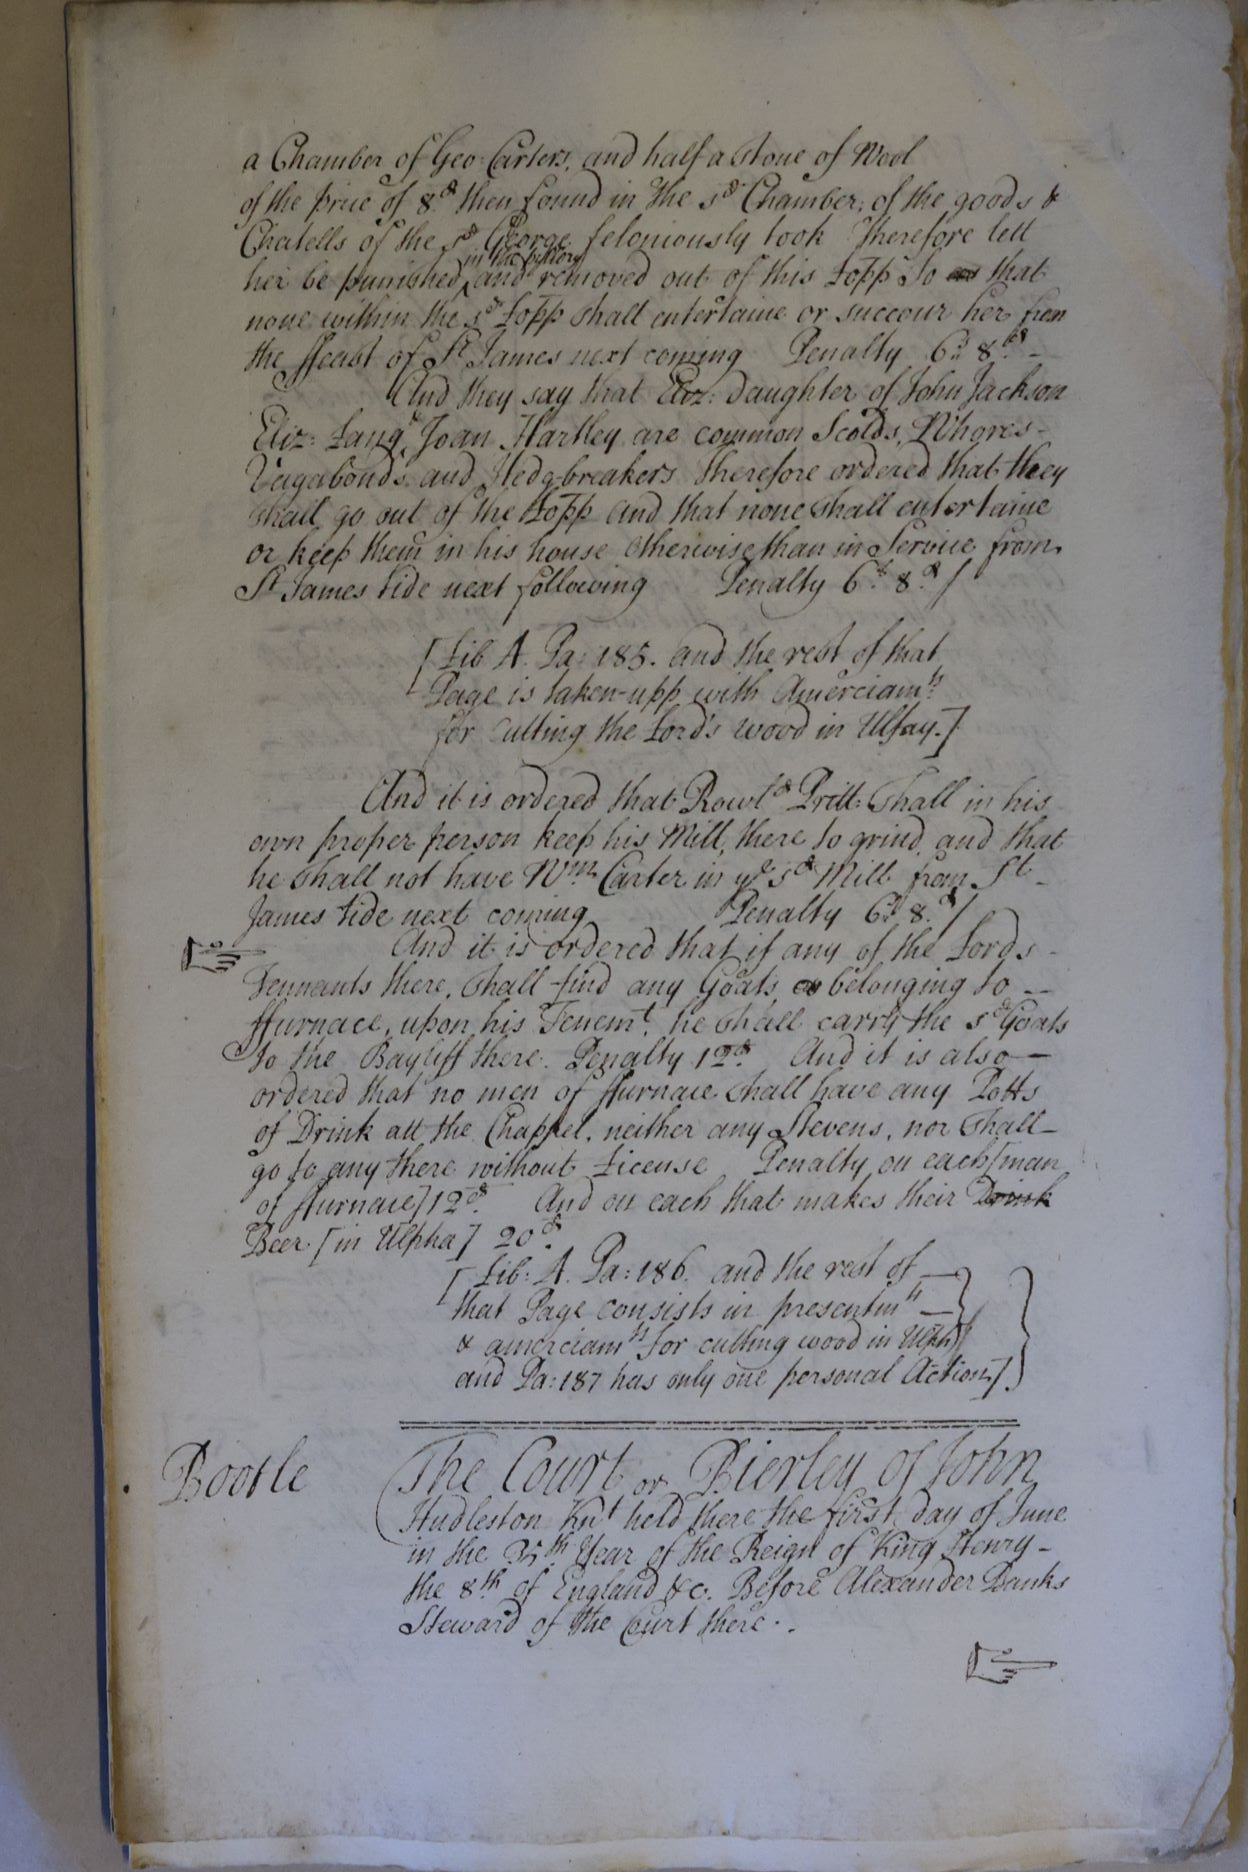 a Chamber of Geo: Carters, and half a Stone of Wool
of the price of 8d. then found in the sd. Chamber, of the goods &
Chatells of the sd George feloniously took Therefore lett
in the pillory
her be punished ^ and removed out of this Lopp So that
none within the sd Lopp shall entertaine or succour her from
the ffeast of St James next coming Penalty 6s. 8d. -
And they say that Eliz: Daughter of John Jackson
Eliz: Lang, Joan Hartley are common Scolds, Whores -
Vagabonds and Hedg-breakers Therefore ordered that they
shall go out of the Lopp and that none shall entertaine
or keep them in his house otherwise than in Service from
St James tide next following Penalty 6s. 8d. /
[Lib A. Pa: 185. and the rest of that
Page is taken-upp with Amerciamts.
for cutting the Lord's wood in Ulfay.]
And it is ordered that Rowld Pritt: Shall in his
own proper person keep his Mill, there to grind, and that
he Shall not have Wm. Carter in ye sd Mill from St -
James tide next coming Penalty 6s. 8d. /
And it is ordered that if any of the Lords -
Tennants there, Shall find any Goats belonging to --
ffurnace, upon his Tenemt. he Shall carry the sd Goats
to the Bayliff there. Penalty 12d. And it is also —
ordered that no men of ffurnace Shall have any Potts
of Drink att the Chappel, neither any Stevens, nor Shall -
go to any there without License Penalty on each [man
of ffurnace] 12d. And on each that makes their Drink
Beer [in Ulpha] 20d.
[Lib: A. Pa: 186. and the rest of —
that Page consists in presentmts —
& amerciamts for cutting wood in Ulpha
and Pa: 187 has only one personal Action]
Bootle
The Court or Bierley of John
Hudleston Knt held there the first day of June
in the 35th Year of the Reign of King Henry -
the 8th of England &c. Before Alexander Banks
Steward of the Court there.